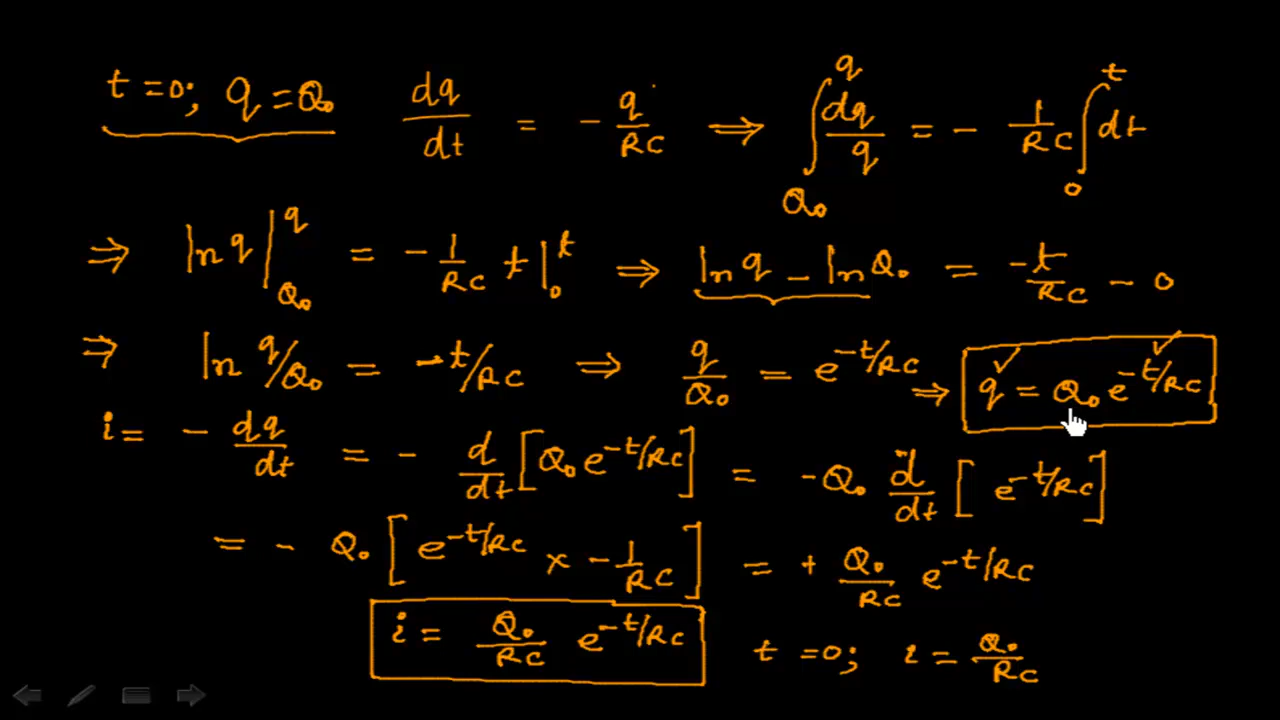 t = 0; q = Q₀ dq/dt = - q/RC ⇒ ∫_{Q₀}^{q} dq/q = - 1/RC ∫_{0}^{t} dt
⇒ ln q |_{Q₀}^{q} = - 1/RC t |_{0}^{t} ⇒ ln q - ln Q₀ = -t/RC - 0
⇒ ln q/Q₀ = -t/RC ⇒ q/Q₀ = e^{-t/RC} ⇒ q = Q₀ e^{-t/RC}
i = - dq/dt = - d/dt [Q₀ e^{-t/RC}] = -Q₀ d/dt [e^{-t/RC}]
= - Q₀ [e^{-t/RC} × -1/RC] = + Q₀/RC e^{-t/RC}
i = Q₀/RC e^{-t/RC} t = 0; i = Q₀/RC